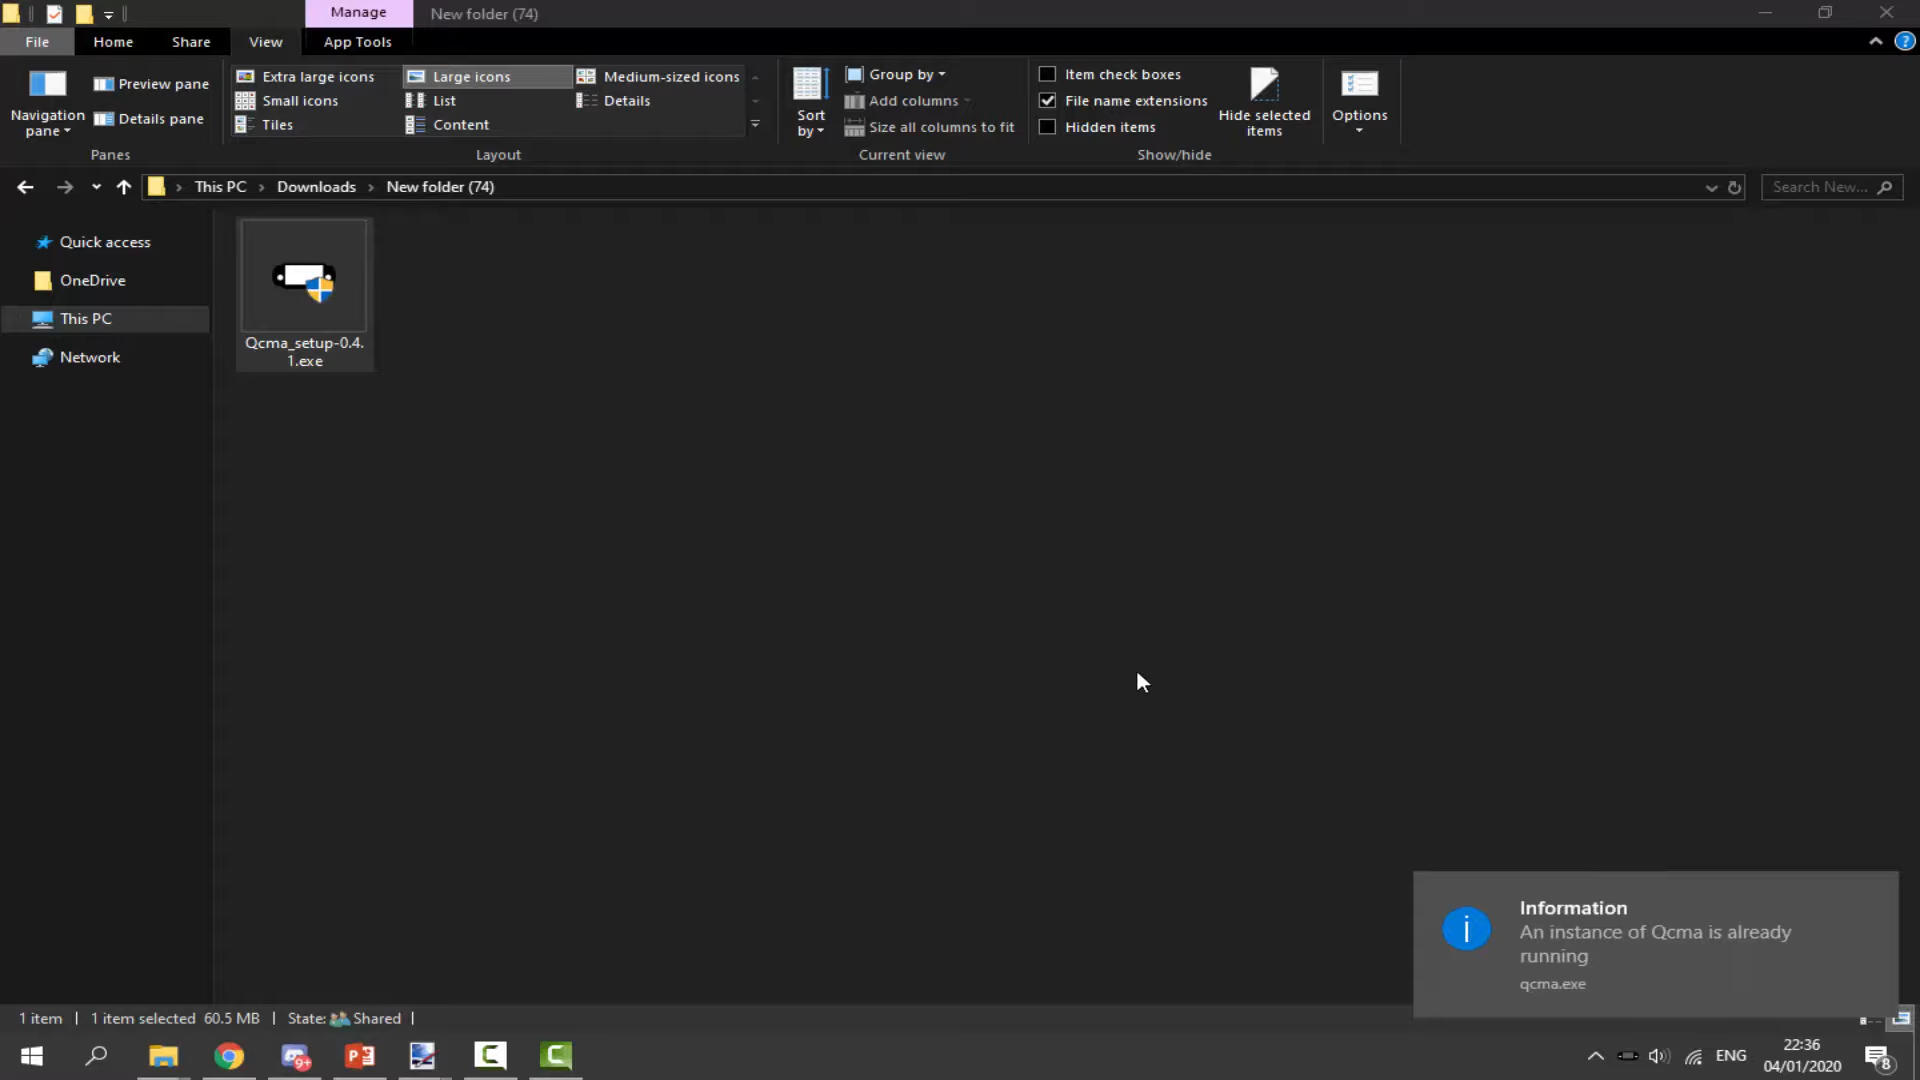 Manage
New folder (74)
File
Home
Share
View
App Tools
Navigation
pane
Preview pane
Details pane
Panes
Extra large icons
Large icons
Medium-sized icons
Small icons
List
Details
Tiles
Content
Layout
Sort
by
Group by
Add columns
Size all columns to fit
Current view
Item check boxes
File name extensions
Hidden items
Hide selected
items
Show/hide
Options
This PC
Downloads
New folder (74)
Search New...
Quick access
OneDrive
This PC
Network
Qcma_setup-0.4.
1.exe
Information
An instance of Qcma is already
running
qcma.exe
1 item
1 item selected 60.5 MB
State: Shared
9+
ENG
22:36
04/01/2020
8